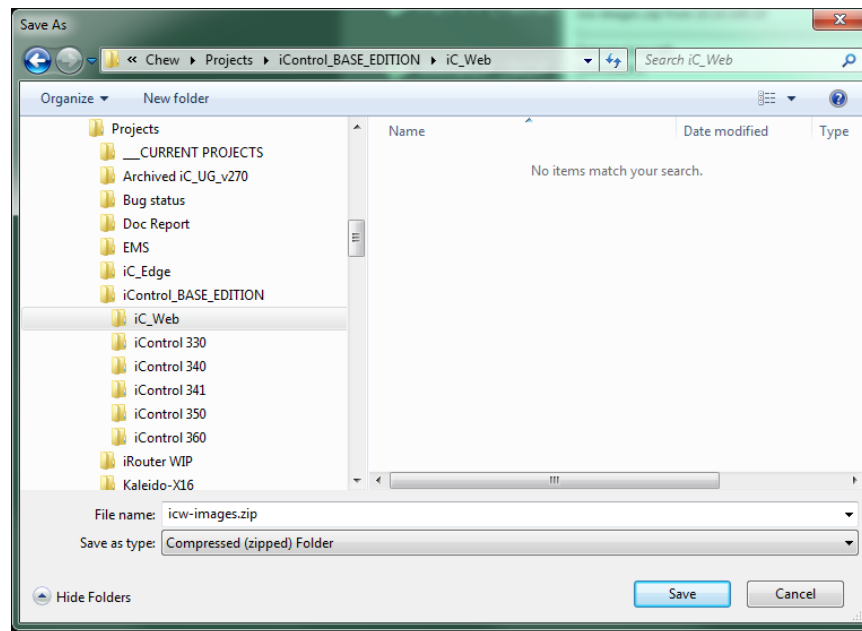 Save As
« Chew ▸ Projects ▸ iControl_BASE_EDITION ▸ iC_Web
Search iC_Web
Organize
New folder
Name
Date modified
Type
No items match your search.
Projects
__CURRENT PROJECTS
Archived iC_UG_v270
Bug status
Doc Report
EMS
iC_Edge
iControl_BASE_EDITION
iC_Web
iControl 330
iControl 340
iControl 341
iControl 350
iControl 360
iRouter WIP
Kaleido-X16
File name: icw-images.zip
Save as type: Compressed (zipped) Folder
Hide Folders
Save
Cancel